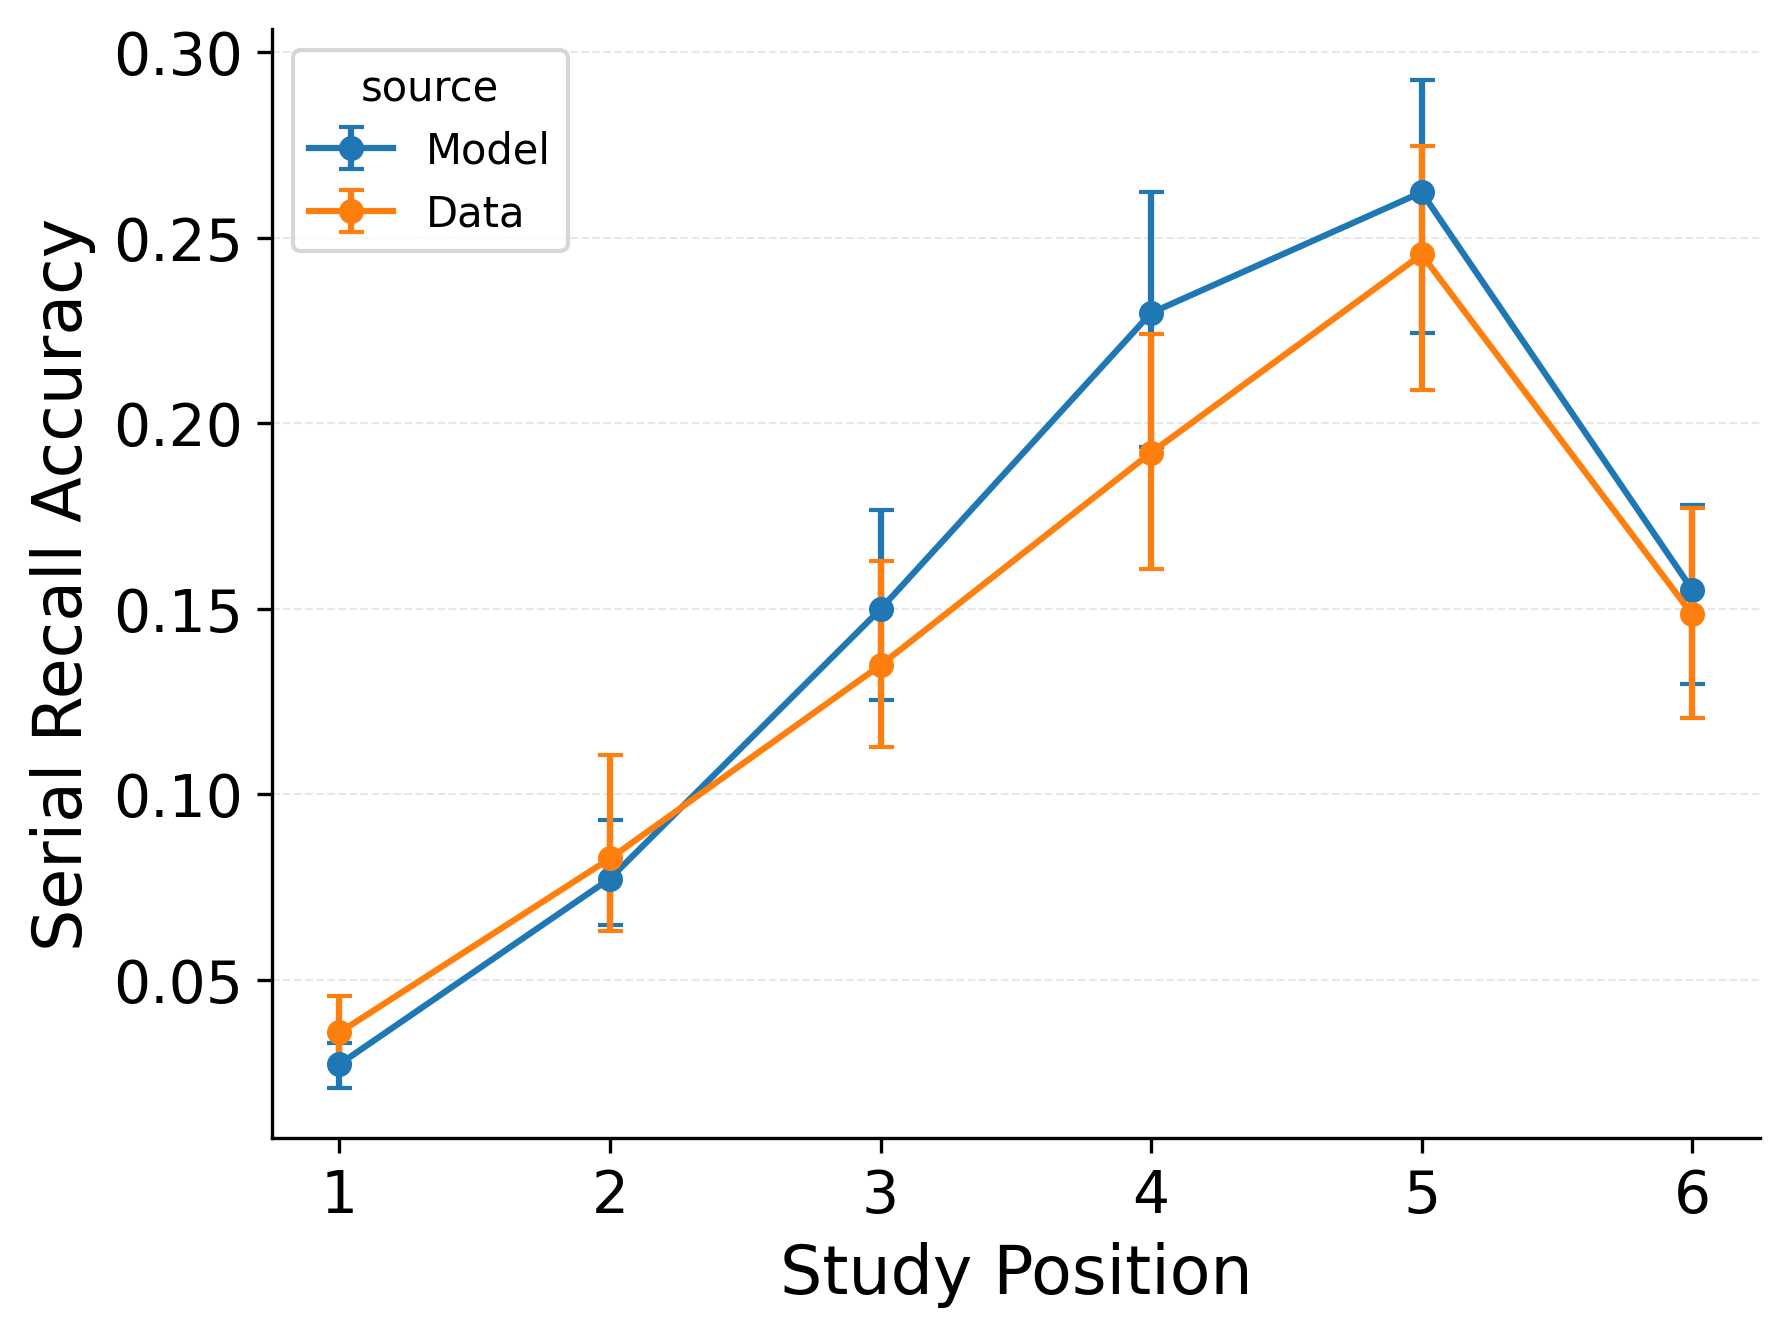 0.30
0.25
0.20
0.15
0.10
0.05
Serial Recall Accuracy
source
Model
Data
1 2 3 4 5 6
Study Position